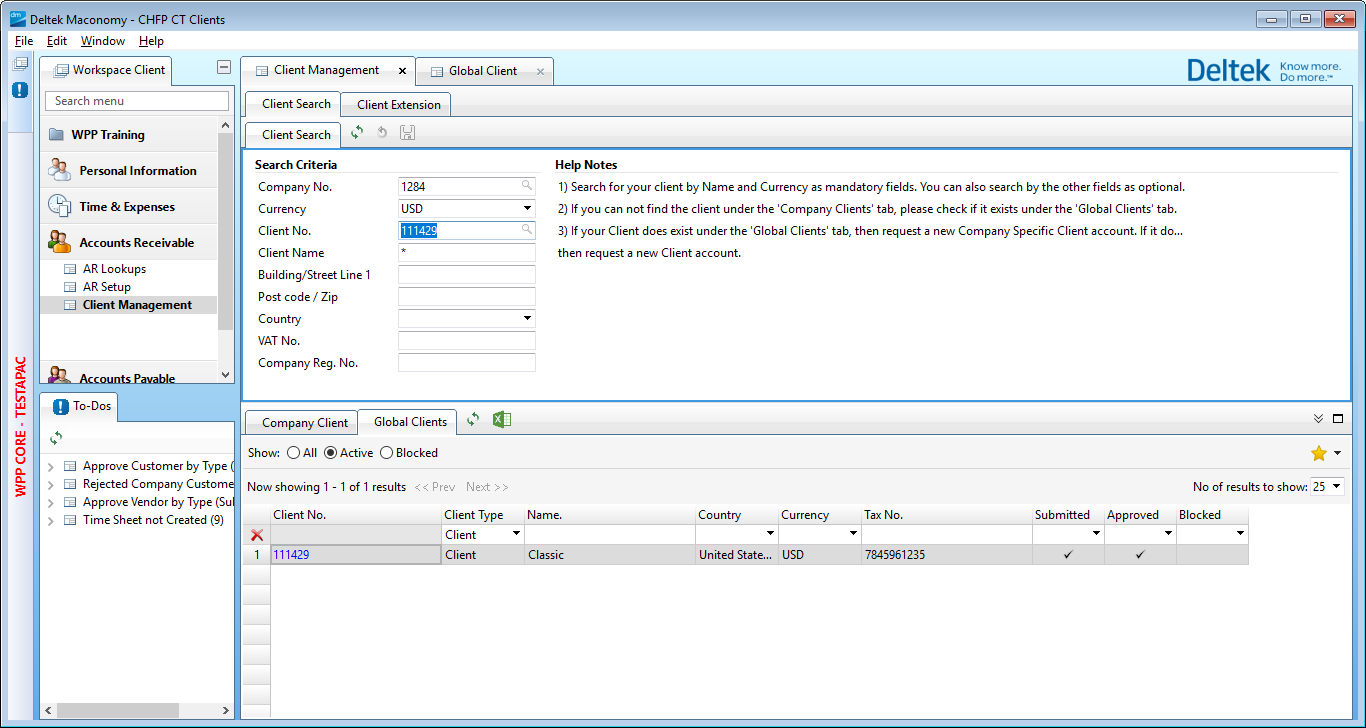 dm Deltek Maconomy - CHFP CT Clients
File Edit Window Help
Workspace Client
Search menu
WPP Training
Personal Information
Time & Expenses
Accounts Receivable
AR Lookups
AR Setup
Client Management
Accounts Payable
WPP CORE - TESTAPAC
To-Dos
Approve Customer by Type (
Rejected Company Custome
Approve Vendor by Type (Sul
Time Sheet not Created (9)
Client Management
Global Client
Deltek Know more.
Do more.™
Client Search Client Extension
Client Search
Search Criteria
Company No. 1284
Currency USD
Client No. 111429
Client Name *
Building/Street Line 1
Post code / Zip
Country
VAT No.
Company Reg. No.
Help Notes
1) Search for your client by Name and Currency as mandatory fields. You can also search by the other fields as optional.
2) If you can not find the client under the 'Company Clients' tab, please check if it exists under the 'Global Clients' tab.
3) If your Client does exist under the 'Global Clients' tab, then request a new Company Specific Client account. If it do...
then request a new Client account.
Company Client Global Clients
Show: All Active Blocked
Now showing 1 - 1 of 1 results << Prev Next >> No of results to show: 25
Client No. Client Type Name. Country Currency Tax No. Submitted Approved Blocked
Client
1 111429 Client Classic United State... USD 7845961235 ✓ ✓